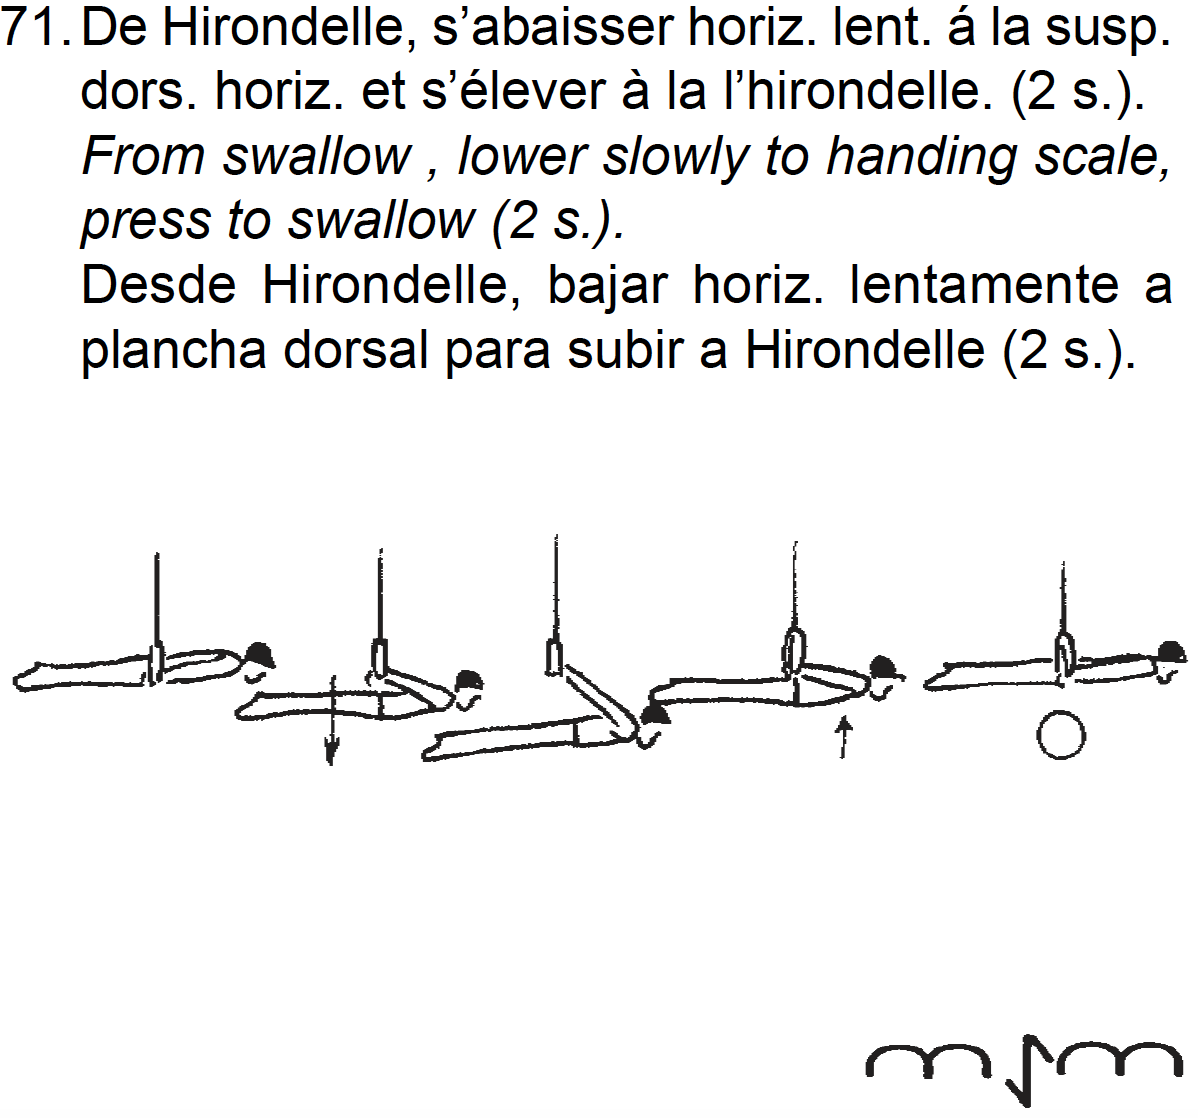 71. De Hirondelle, s’abaisser horiz. lent. á la susp.
dors. horiz. et s’élever à la l’hirondelle. (2 s.).
From swallow , lower slowly to handing scale,
press to swallow (2 s.).
Desde Hirondelle, bajar horiz. lentamente a
plancha dorsal para subir a Hirondelle (2 s.).